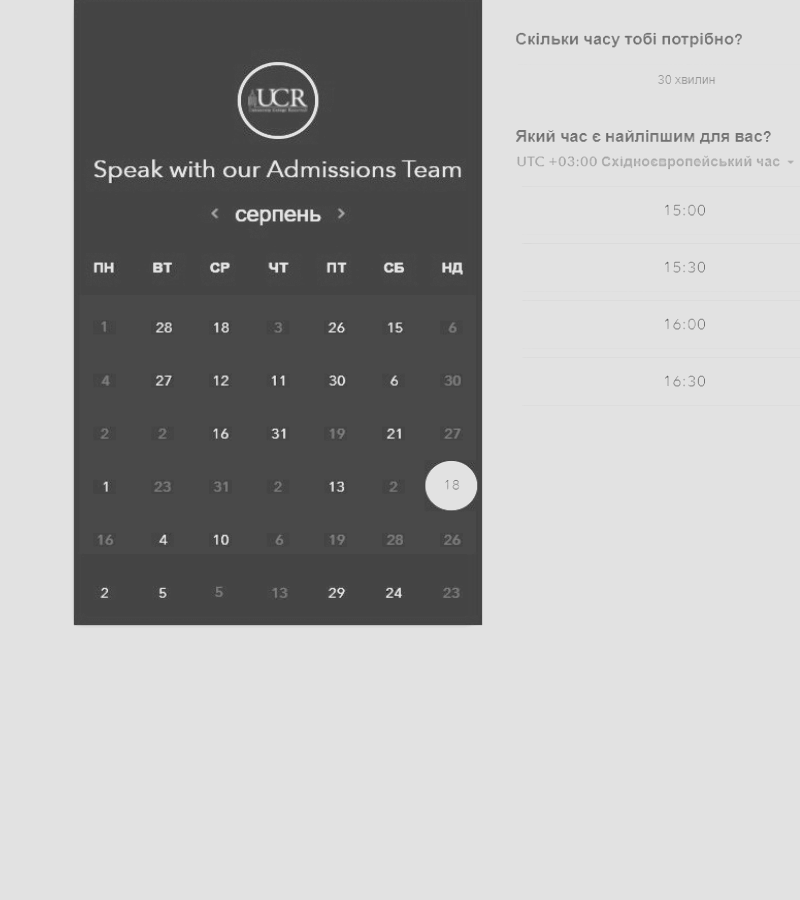 UCR
Speak with our Admissions Team
серпень
ПН ВТ СР ЧТ ПТ СБ НД
1 28 18 3 26 15 6
4 27 12 11 30 6 30
2 2 16 31 19 21 27
1 23 31 2 13 2 18
16 4 10 6 19 28 26
2 5 5 13 29 24 23
Скільки часу тобі потрібно?
30 хвилин
Який час є найліпшим для вас?
UTC +03:00 Східноєвропейський час
15:00
15:30
16:00
16:30